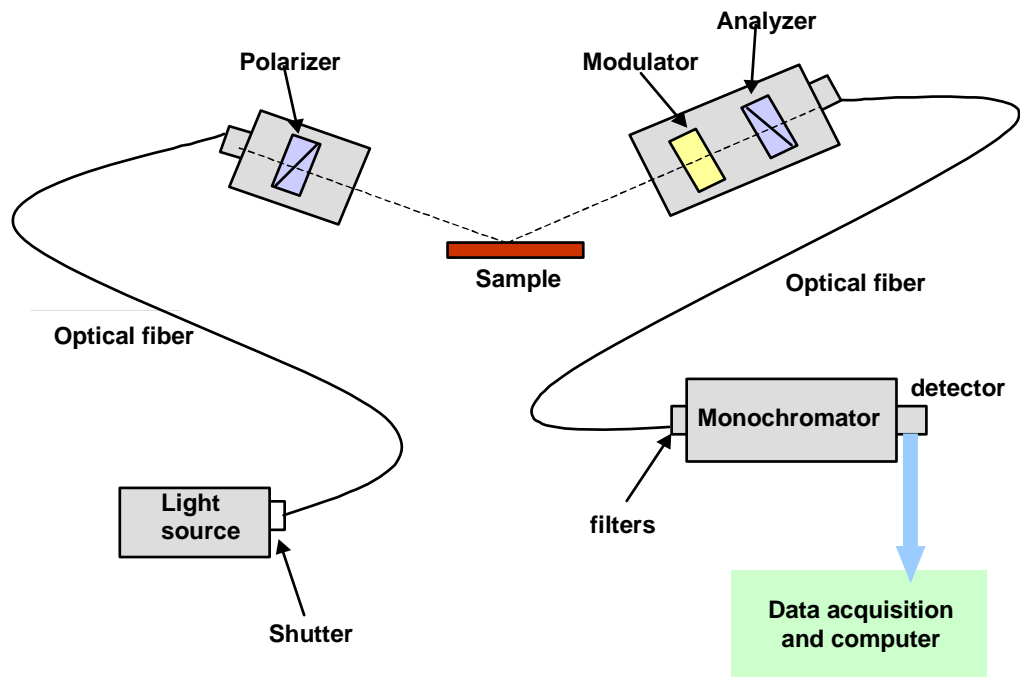 Analyzer
Polarizer
Modulator
Sample
Optical fiber
Optical fiber
detector
Monochromator
Light
source
filters
Shutter
Data acquisition
and computer